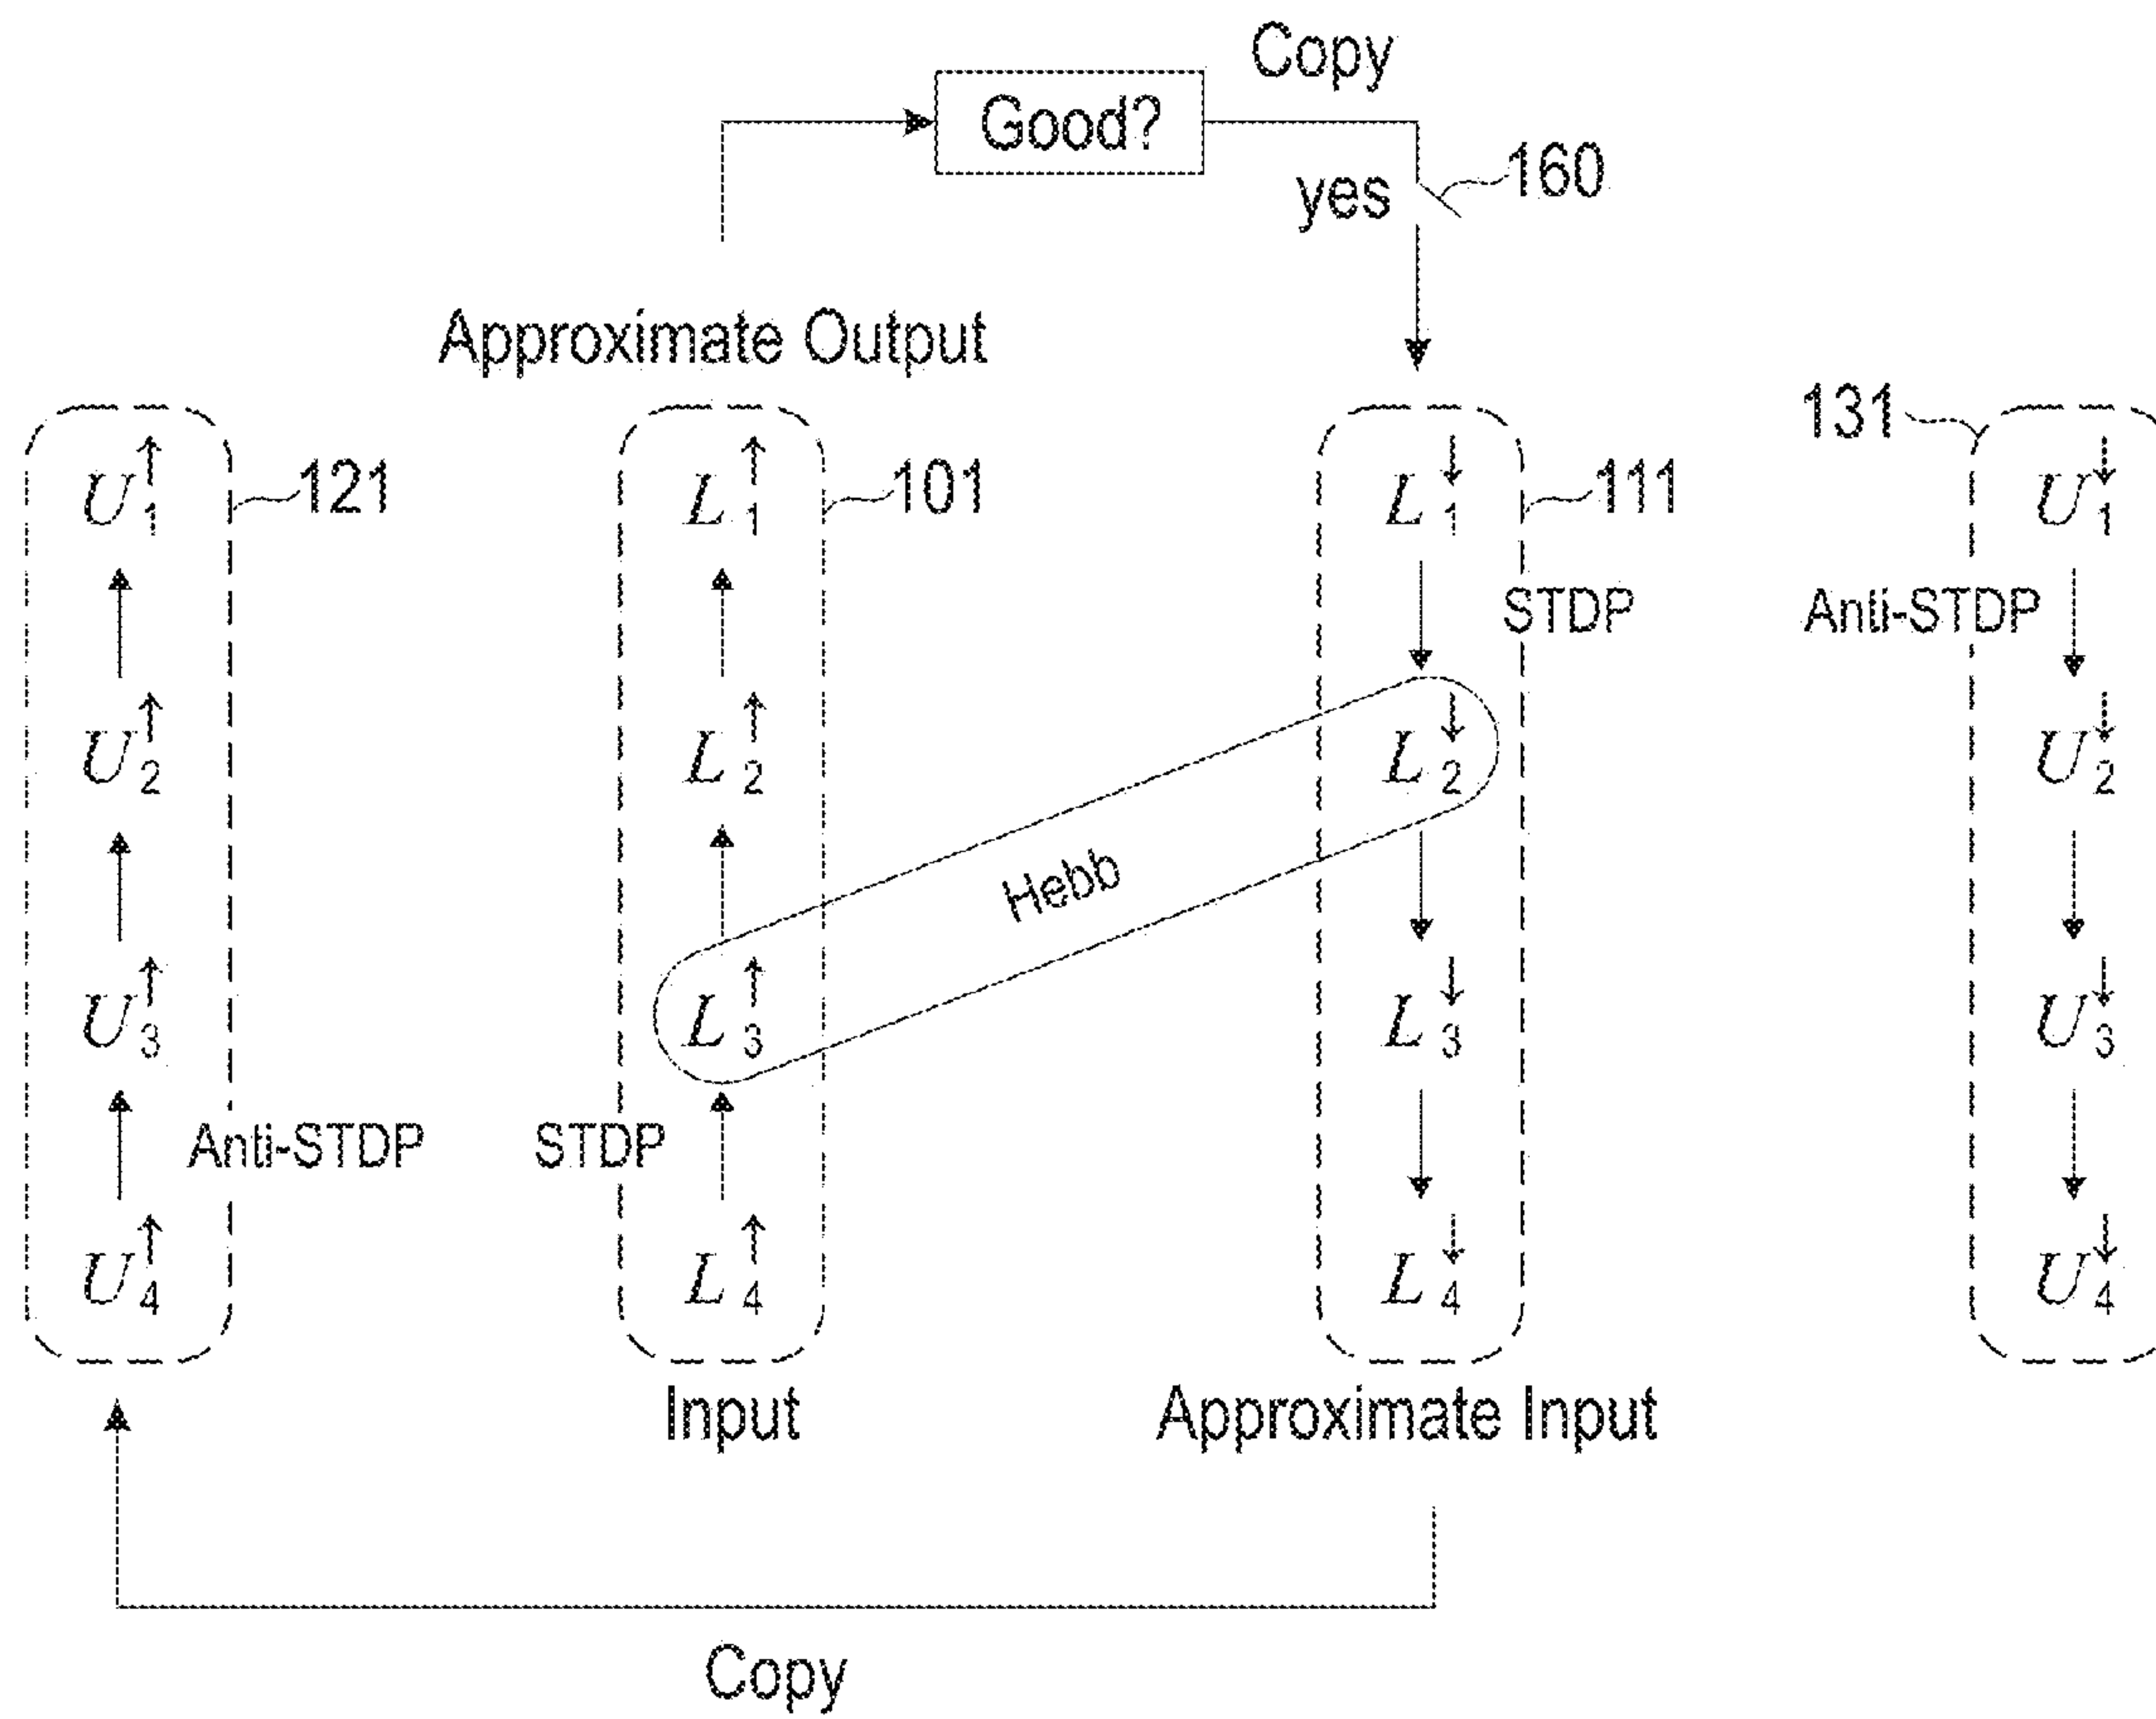 Copy
Good?
yes
160
Approximate Output
131
U↑1
121
L↑1
101
L↓1
111
U↓1
STDP
Anti-STDP
U↑2
L↑2
L↓2
U↓2
Hebb
U↑3
L↑3
L↓3
U↓3
Anti-STDP
STDP
U↑4
L↑4
L↓4
U↓4
Input
Approximate Input
Copy